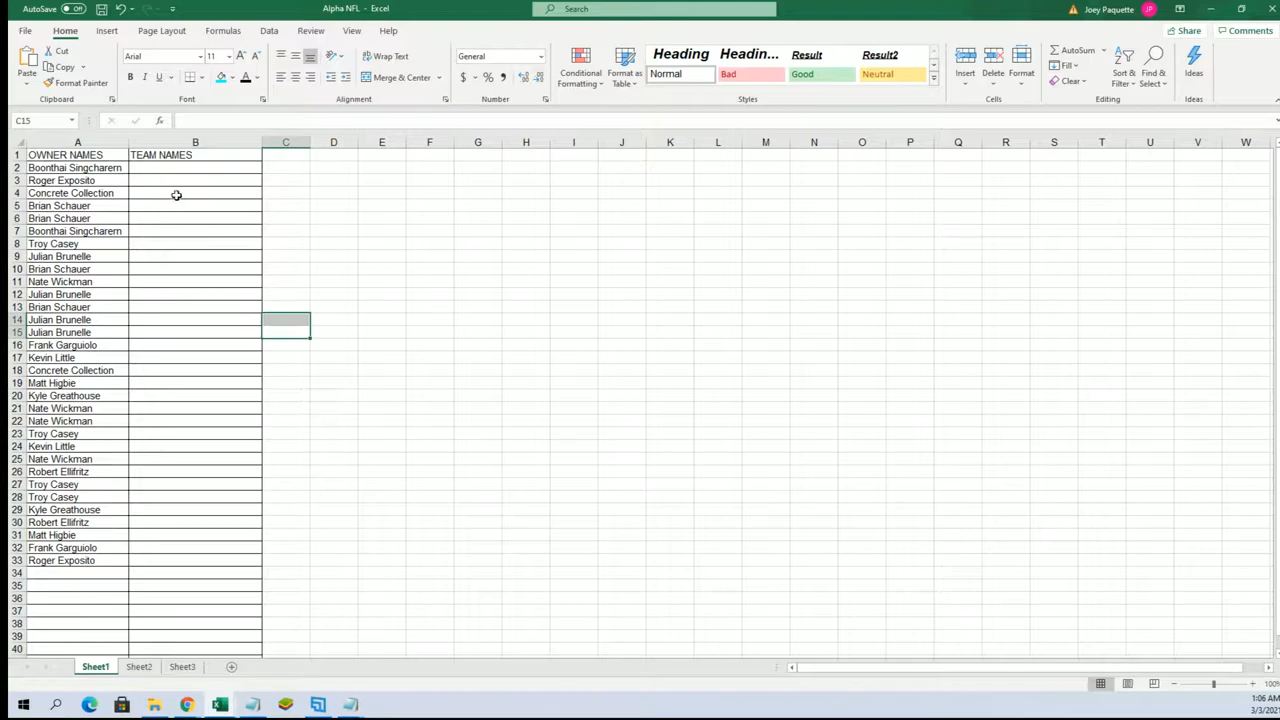 AutoSave Off Alpha NFL - Excel Search Joey Paquette JP
File Home Insert Page Layout Formulas Data Review View Help Share Comments
Paste Cut Copy Format Painter Clipboard
Arial 11 A A B I U A Font
Wrap Text Merge & Center Alignment
General $ % Number
Conditional Formatting Format as Table
Heading Headin... Result Result2
Normal Bad Good Neutral
Styles
Insert Delete Format Cells
AutoSum Fill Clear Sort & Filter Find & Select Editing
Ideas Ideas
C15 fx
A B C D E F G H I J K L M N O P Q R S T U V W
1 OWNER NAMES TEAM NAMES
2 Boonthai Singcharern
3 Roger Exposito
4 Concrete Collection
5 Brian Schauer
6 Brian Schauer
7 Boonthai Singcharern
8 Troy Casey
9 Julian Brunelle
10 Brian Schauer
11 Nate Wickman
12 Julian Brunelle
13 Brian Schauer
14 Julian Brunelle
15 Julian Brunelle
16 Frank Garguiolo
17 Kevin Little
18 Concrete Collection
19 Matt Higbie
20 Kyle Greathouse
21 Nate Wickman
22 Nate Wickman
23 Troy Casey
24 Kevin Little
25 Nate Wickman
26 Robert Ellifritz
27 Troy Casey
28 Troy Casey
29 Kyle Greathouse
30 Robert Ellifritz
31 Matt Higbie
32 Frank Garguiolo
33 Roger Exposito
34
35
36
37
38
39
40
Sheet1 Sheet2 Sheet3
100%
1:06 AM
3/3/202